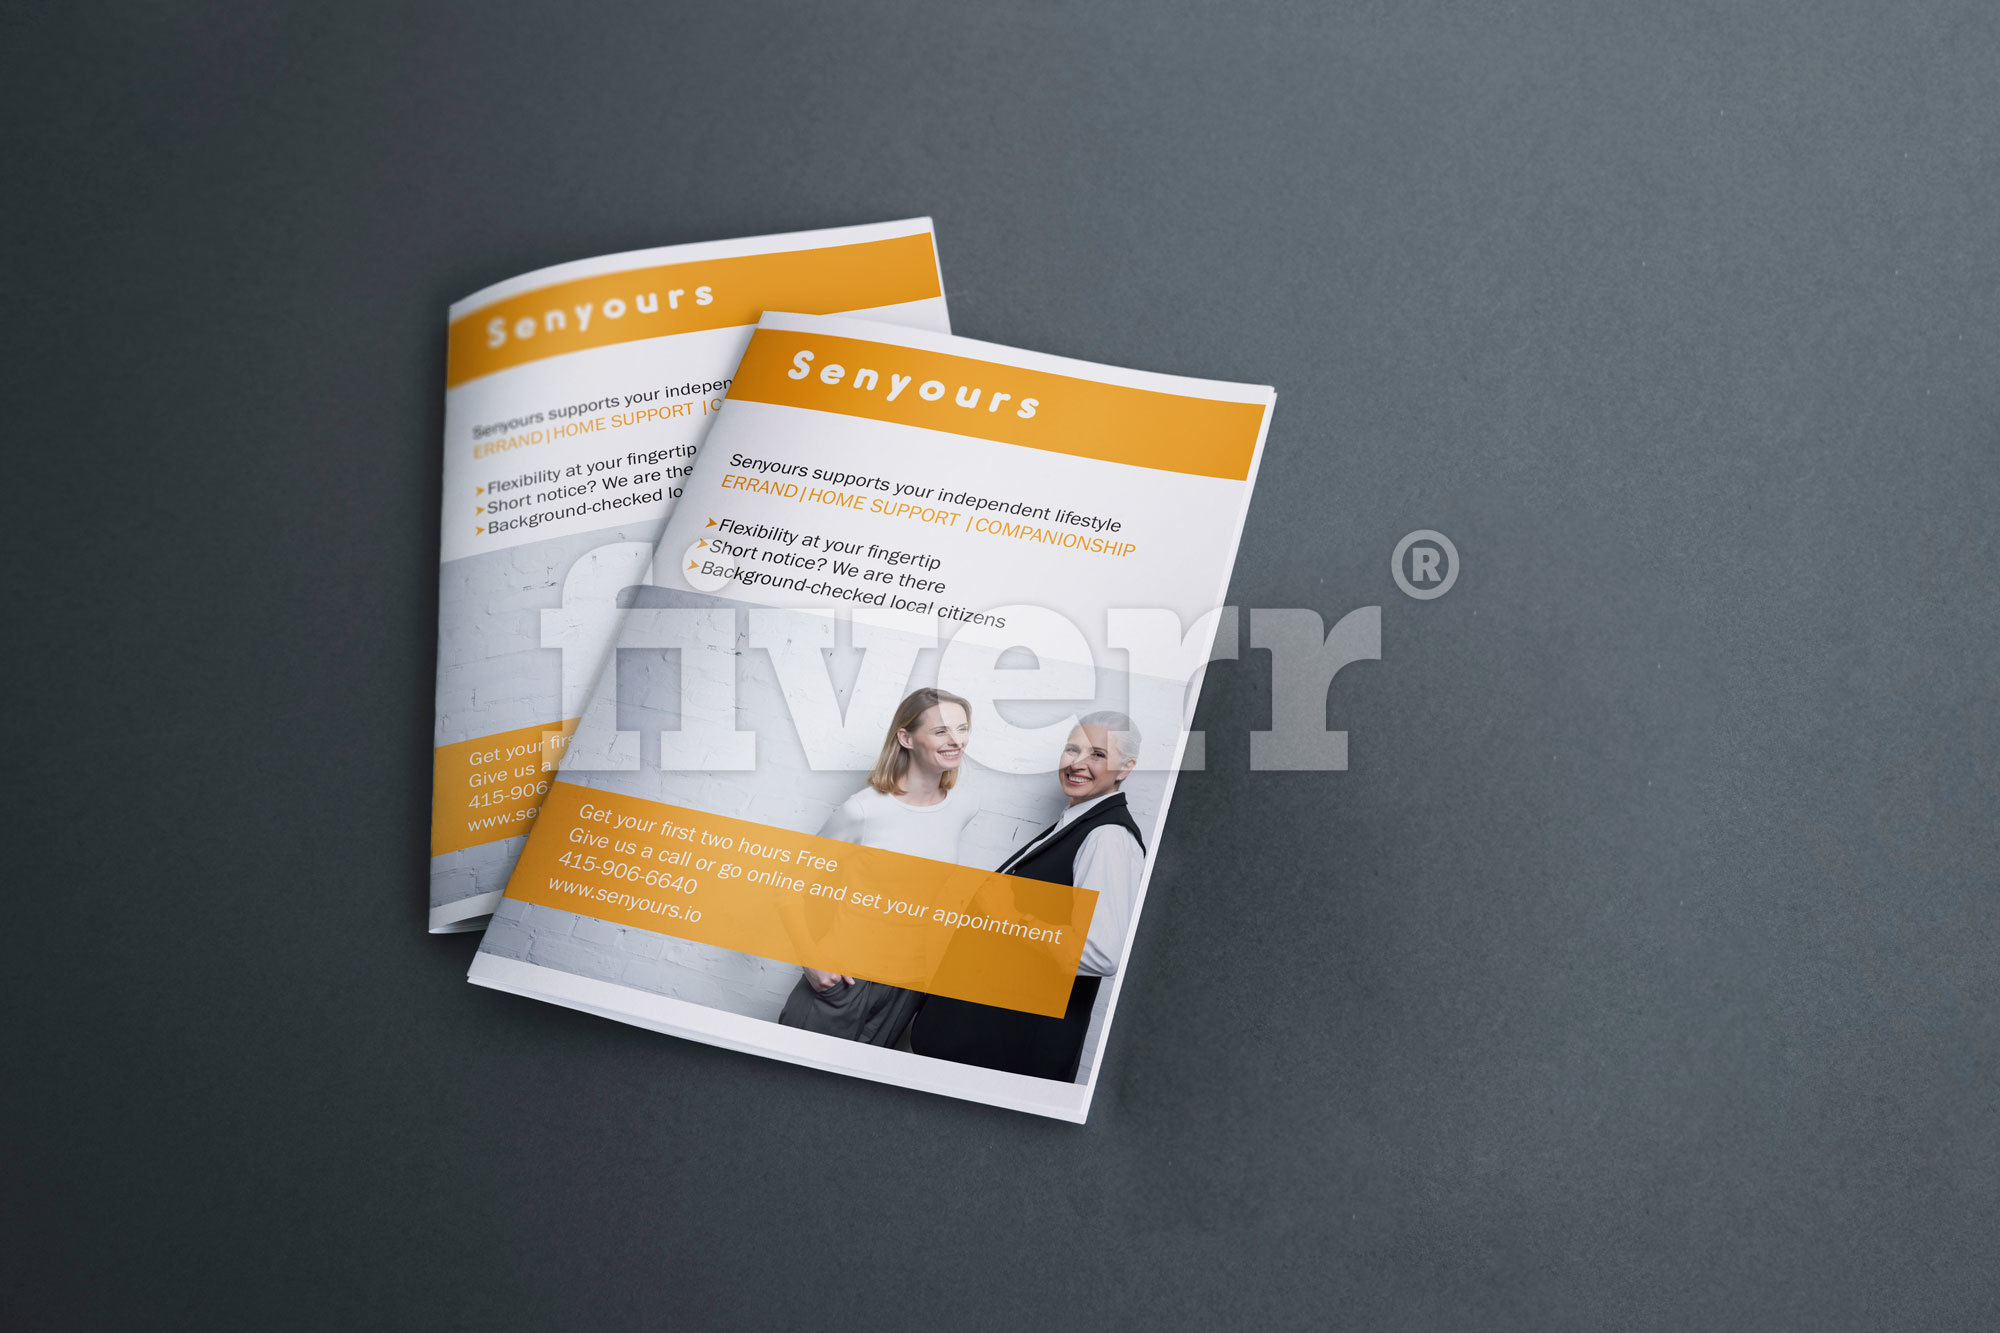 Senyours
Senyours supports your indepen
ERRAND|HOME SUPPORT |C
➤Flexibility at your fingertip
➤Short notice? We are the
➤Background-checked lo
Get your firs
Give us a
415-906-
www.se
Senyours
Senyours supports your independent lifestyle
ERRAND|HOME SUPPORT |COMPANIONSHIP
➤Flexibility at your fingertip
➤Short notice? We are there
➤Background-checked local citizens
Get your first two hours Free
Give us a call or go online and set your appointment
415-906-6640
www.senyours.io
fiverr®